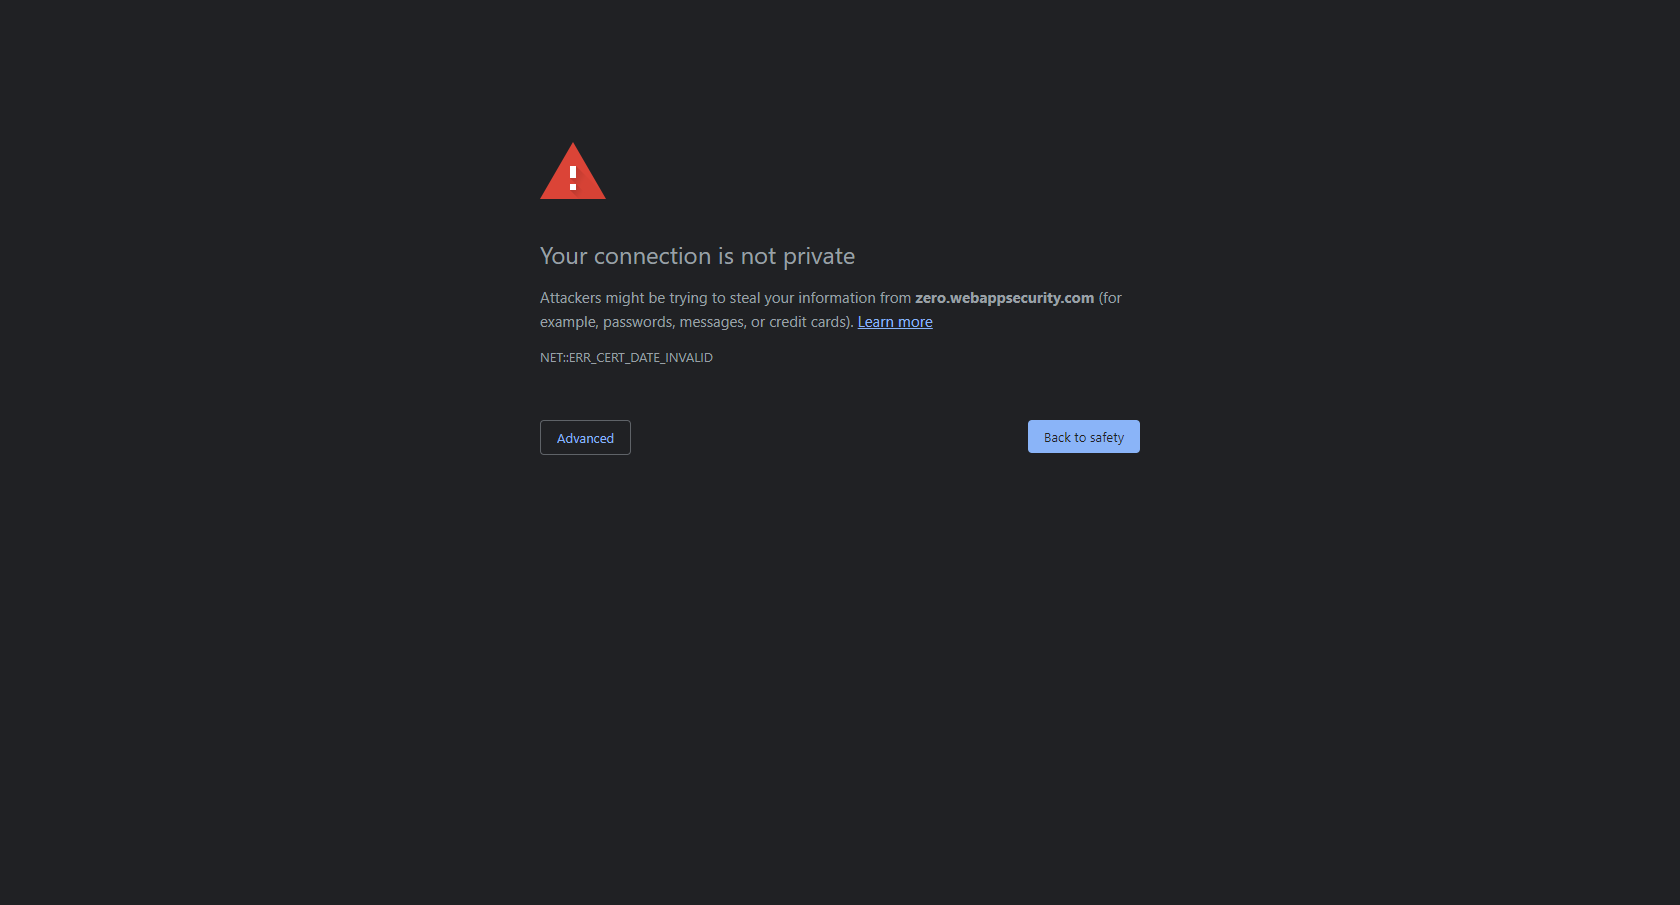 Your connection is not private
Attackers might be trying to steal your information from zero.webappsecurity.com (for
example, passwords, messages, or credit cards). Learn more
NET::ERR_CERT_DATE_INVALID
Advanced
Back to safety